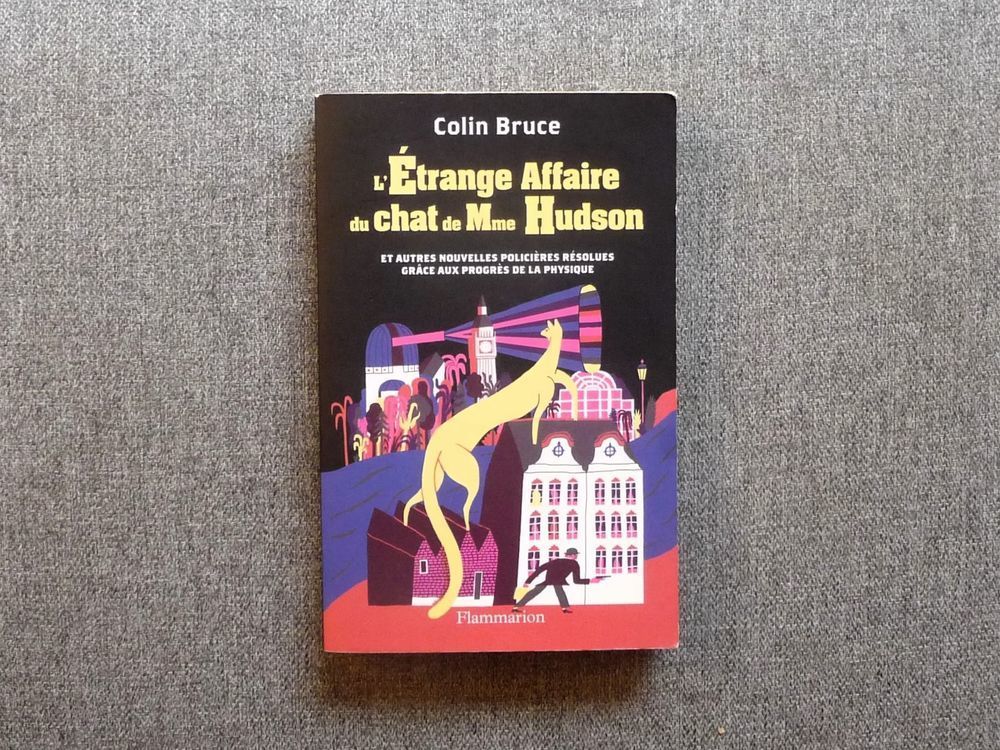 Colin Bruce
L'Étrange Affaire
du chat de Mme Hudson
ET AUTRES NOUVELLES POLICIÈRES RÉSOLUES
GRÂCE AUX PROGRÈS DE LA PHYSIQUE
Flammarion